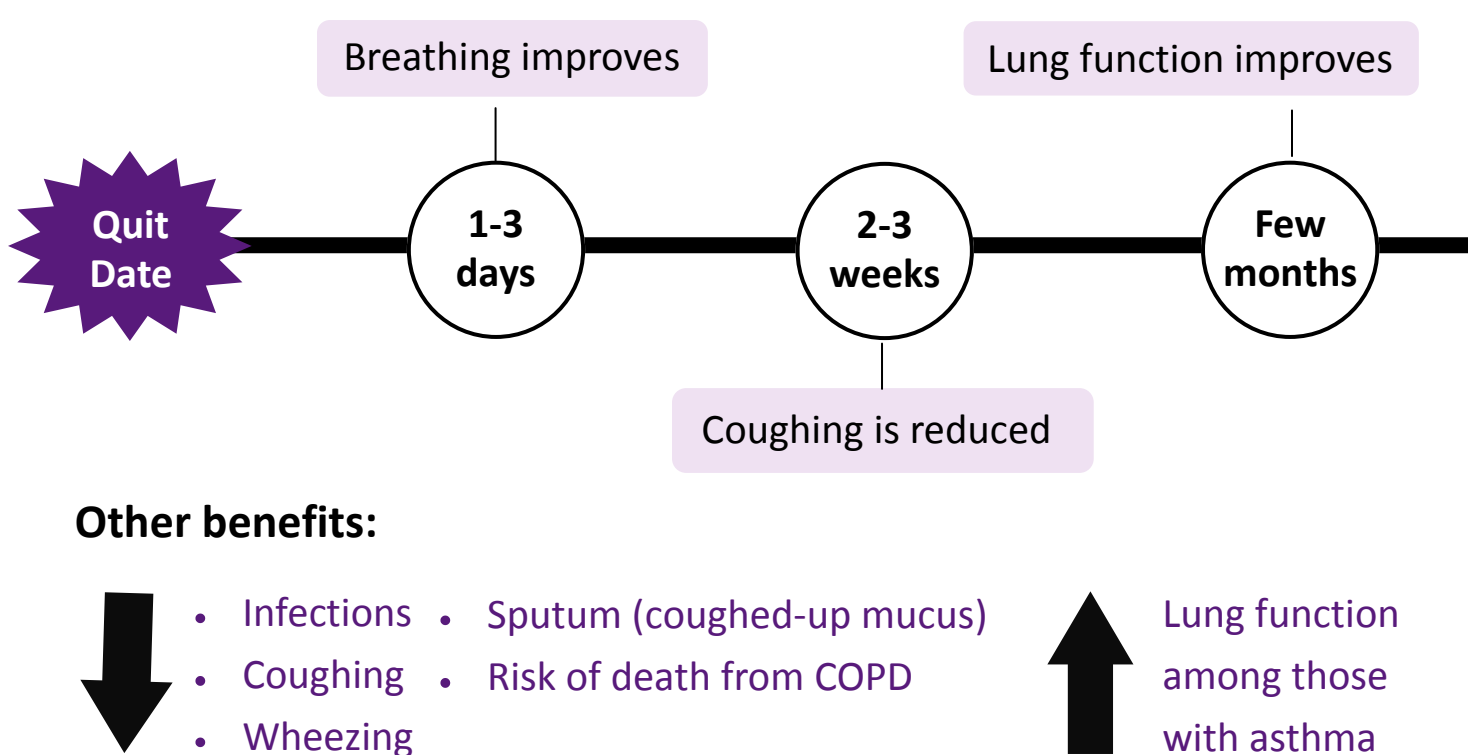 Breathing improves
Lung function improves
Quit
Date
1-3
days
2-3
weeks
Few
months
Coughing is reduced
Other benefits:
• Infections
• Coughing
• Wheezing
• Sputum (coughed-up mucus)
• Risk of death from COPD
Lung function
among those
with asthma